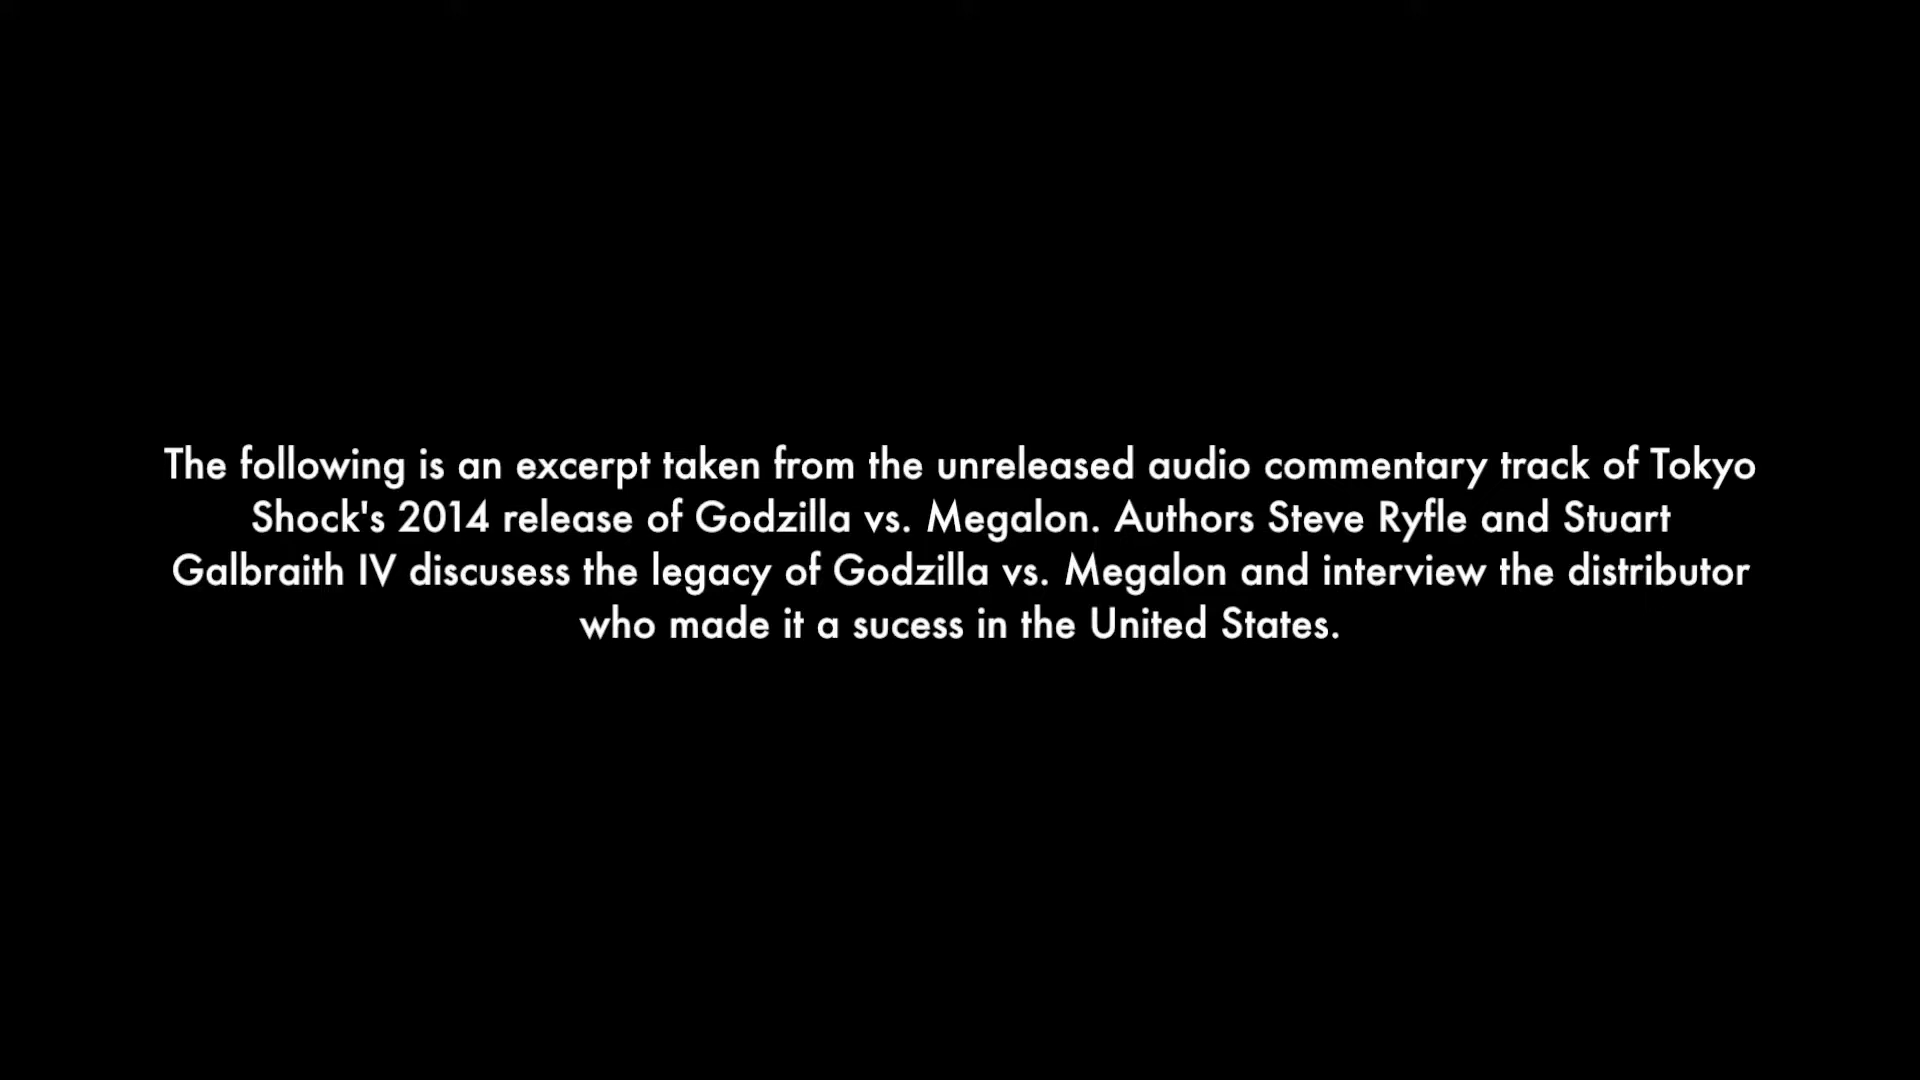 The following is an excerpt taken from the unreleased audio commentary track of Tokyo
Shock's 2014 release of Godzilla vs. Megalon. Authors Steve Ryfle and Stuart
Galbraith IV discusess the legacy of Godzilla vs. Megalon and interview the distributor
who made it a sucess in the United States.